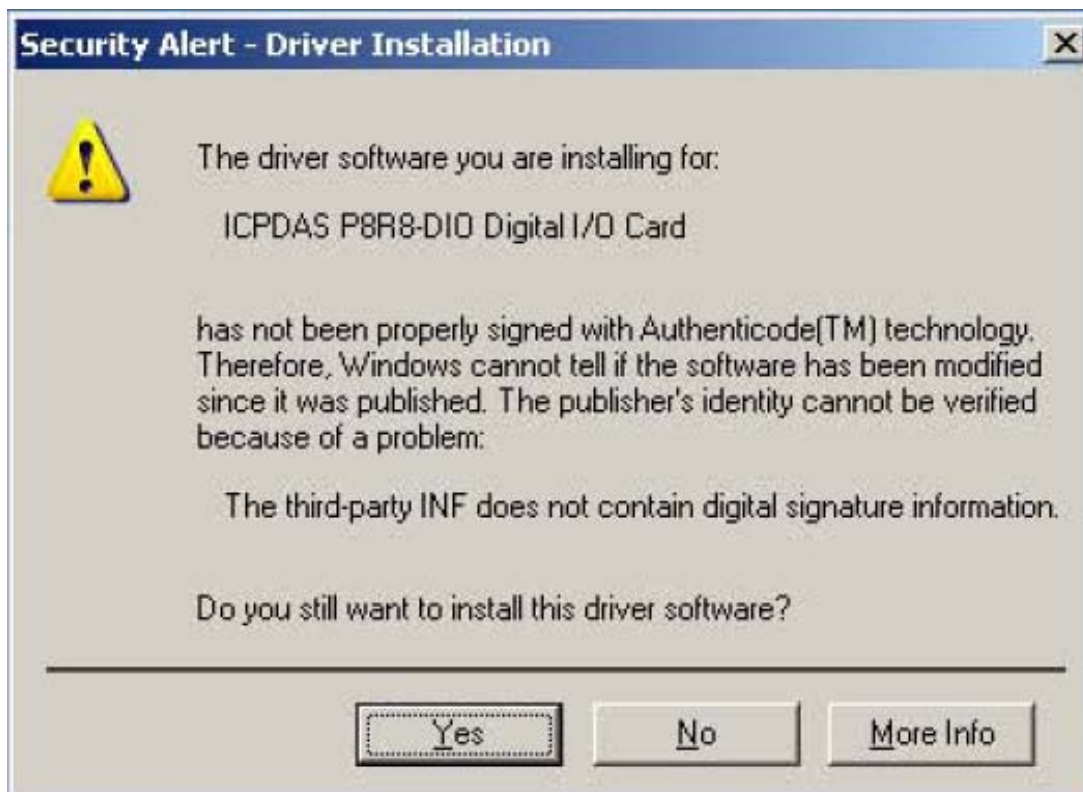 Security Alert - Driver Installation
The driver software you are installing for:
ICPDAS P8R8-DIO Digital I/O Card
has not been properly signed with Authenticode(TM) technology.
Therefore, Windows cannot tell if the software has been modified
since it was published. The publisher's identity cannot be verified
because of a problem:
The third-party INF does not contain digital signature information.
Do you still want to install this driver software?
Yes
No
More Info